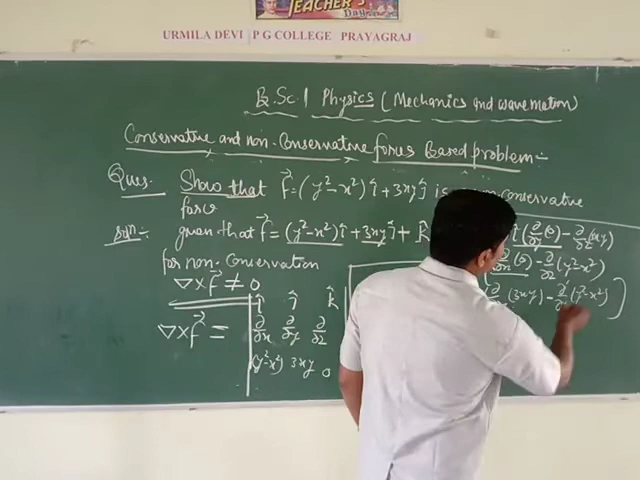 TEACHER'S
Day
URMILA DEVI P G COLLEGE PRAYAGRAJ
B.Sc. I Physics (Mechanics and wave motion)
Conservative and non-Conservative forces Based problem:-
Ques. Show that f⃗ = (y²-x²) î + 3xy ĵ is non conservative
force
Soln:- given that f⃗ = (y²-x²) î + 3xy ĵ +
for non-Conservation
∇×f⃗ ≠ 0
∇×f⃗ =
î ĵ k̂
∂/∂x ∂/∂y ∂/∂z
(y²-x²) 3xy 0
î (∂/∂y (0) - ∂/∂z (3xy)
∂/∂x (0) - ∂/∂z (y²-x²)
(3xy) - ∂/∂y (y²-x²)